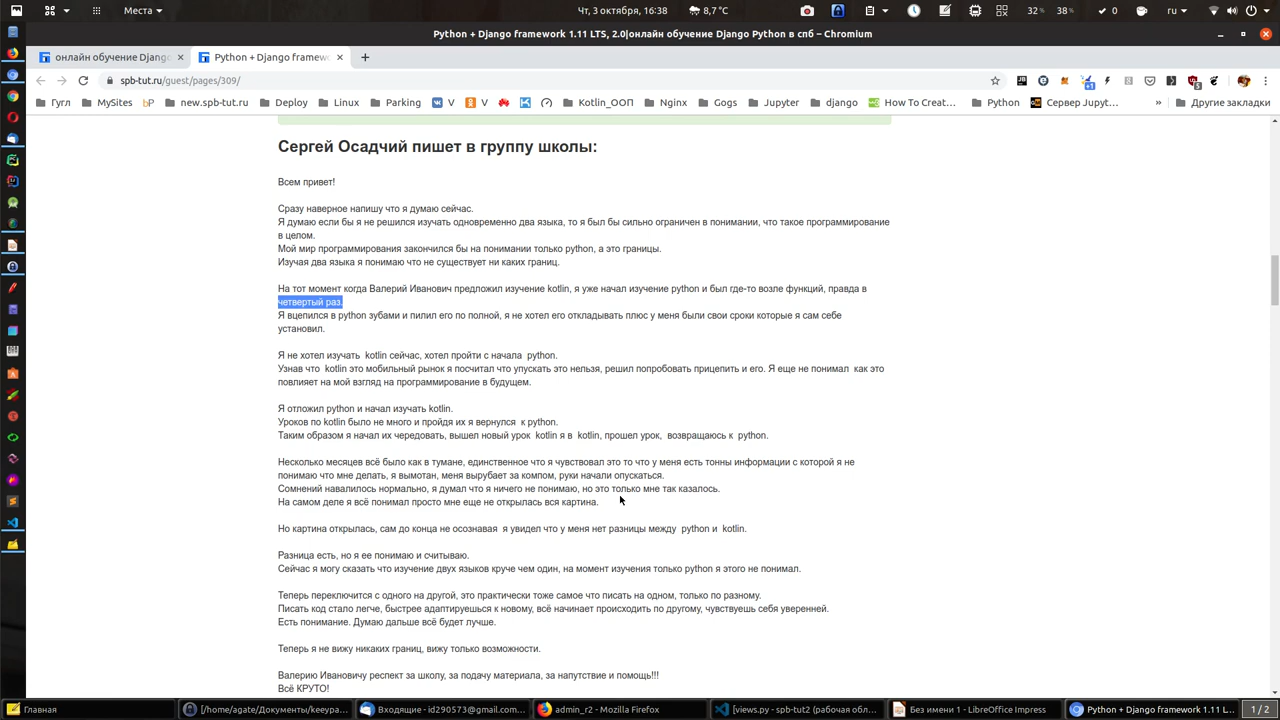 Места
Чт, 3 октября, 16:38
8,7 °C
32%
38%
ru
Python + Django framework 1.11 LTS, 2.0|онлайн обучение Django Python в спб – Chromium
онлайн обучение Django
Python + Django framew
spb-tut.ru/guest/pages/309/
Гугл
MySites
bP
new.spb-tut.ru
Deploy
Linux
Parking
V
V
Kotlin_ООП
Nginx
Gogs
Jupyter
django
How To Creat…
Python
Сервер Jupyt…
»
Другие закладки
Сергей Осадчий пишет в группу школы:
Всем привет!
Сразу наверное напишу что я думаю сейчас.
Я думаю если бы я не решился изучать одновременно два языка, то я был бы сильно ограничен в понимании, что такое программирование
в целом.
Мой мир программирования закончился бы на понимании только python, а это границы.
Изучая два языка я понимаю что не существует ни каких границ.
На тот момент когда Валерий Иванович предложил изучение kotlin, я уже начал изучение python и был где-то возле функций, правда в
четвертый раз.
Я вцепился в python зубами и пилил его по полной, я не хотел его откладывать плюс у меня были свои сроки которые я сам себе
установил.
Я не хотел изучать kotlin сейчас, хотел пройти с начала python.
Узнав что kotlin это мобильный рынок я посчитал что упускать это нельзя, решил попробовать прицепить и его. Я еще не понимал как это
повлияет на мой взгляд на программирование в будущем.
Я отложил python и начал изучать kotlin.
Уроков по kotlin было не много и пройдя их я вернулся к python.
Таким образом я начал их чередовать, вышел новый урок kotlin я в kotlin, прошел урок, возвращаюсь к python.
Несколько месяцев всё было как в тумане, единственное что я чувствовал это то что у меня есть тонны информации с которой я не
понимаю что мне делать, я вымотан, меня вырубает за компом, руки начали опускаться.
Сомнений навалилось нормально, я думал что я ничего не понимаю, но это только мне так казалось.
На самом деле я всё понимал просто мне еще не открылась вся картина.
Но картина открылась, сам до конца не осознавая я увидел что у меня нет разницы между python и kotlin.
Разница есть, но я ее понимаю и считываю.
Сейчас я могу сказать что изучение двух языков круче чем один, на момент изучения только python я этого не понимал.
Теперь переключится с одного на другой, это практически тоже самое что писать на одном, только по разному.
Писать код стало легче, быстрее адаптируешься к новому, всё начинает происходить по другому, чувствуешь себя уверенней.
Есть понимание. Думаю дальше всё будет лучше.
Теперь я не вижу никаких границ, вижу только возможности.
Валерию Ивановичу респект за школу, за подачу материала, за напутствие и помощь!!!
Всё КРУТО!
Главная
[/home/agate/Документы/keeyра…
Входящие - id290573@gmail.com…
admin_r2 - Mozilla Firefox
[views.py - spb-tut2 (рабочая обл…
Без имени 1 - LibreOffice Impress
Python + Django framework 1.11 L…
1 / 2